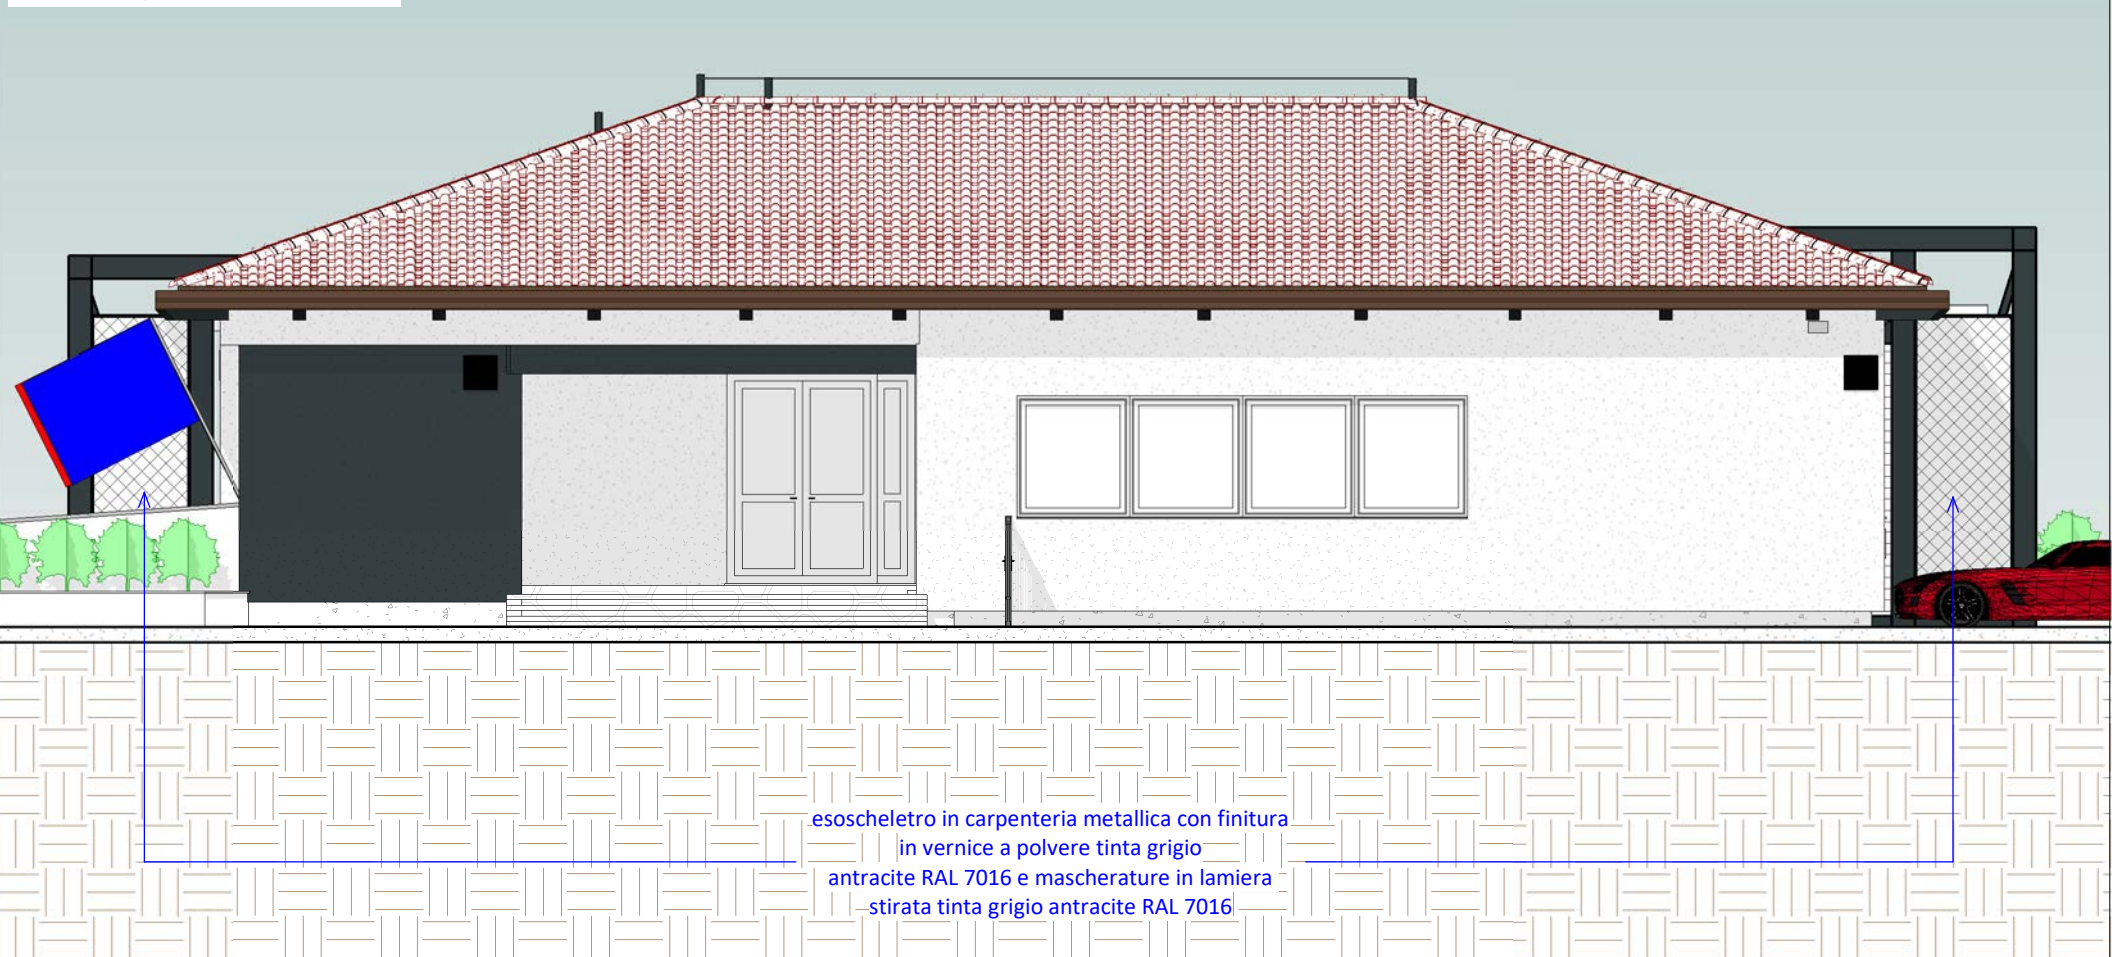 esoscheletro in carpenteria metallica con finitura
in vernice a polvere tinta grigio
antracite RAL 7016 e mascherature in lamiera
stirata tinta grigio antracite RAL 7016